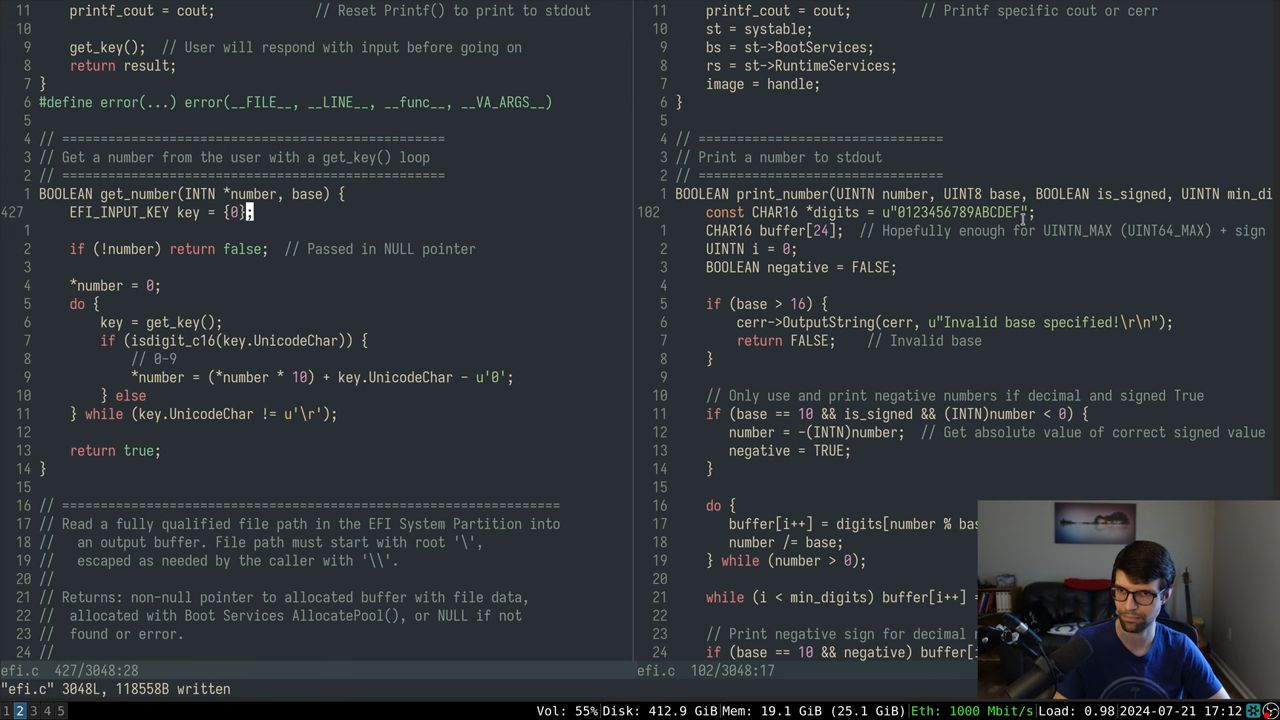 11     printf_cout = cout;             // Reset Printf() to print to stdout
10
9     get_key();  // User will respond with input before going on
8     return result;
7 }
6 #define error(...) error(__FILE__, __LINE__, __func__, __VA_ARGS__)
5
4 // ==================================================
3 // Get a number from the user with a get_key() loop
2 // ==================================================
1 BOOLEAN get_number(INTN *number, base) {
427     EFI_INPUT_KEY key = {0};
1
2     if (!number) return false;  // Passed in NULL pointer
3
4     *number = 0;
5     do {
6         key = get_key();
7         if (isdigit_c16(key.UnicodeChar)) {
8             // 0-9
9             *number = (*number * 10) + key.UnicodeChar - u'0';
10         } else
11     } while (key.UnicodeChar != u'\r');
12
13     return true;
14 }
15
16 // =================================================================
17 // Read a fully qualified file path in the EFI System Partition into
18 //   an output buffer. File path must start with root '\',
19 //   escaped as needed by the caller with '\\'.
20 //
21 // Returns: non-null pointer to allocated buffer with file data,
22 //  allocated with Boot Services AllocatePool(), or NULL if not
23 //  found or error.
24 //
efi.c  427/3048:28
"efi.c" 3048L, 118558B written
11     printf_cout = cout;         // Printf specific cout or cerr
10     st = systable;
9     bs = st->BootServices;
8     rs = st->RuntimeServices;
7     image = handle;
6 }
5
4 // ================================
3 // Print a number to stdout
2 // ================================
1 BOOLEAN print_number(UINTN number, UINT8 base, BOOLEAN is_signed, UINTN min_di
102     const CHAR16 *digits = u"0123456789ABCDEF";
1     CHAR16 buffer[24];  // Hopefully enough for UINTN_MAX (UINT64_MAX) + sign
2     UINTN i = 0;
3     BOOLEAN negative = FALSE;
4
5     if (base > 16) {
6         cerr->OutputString(cerr, u"Invalid base specified!\r\n");
7         return FALSE;    // Invalid base
8     }
9
10     // Only use and print negative numbers if decimal and signed True
11     if (base == 10 && is_signed && (INTN)number < 0) {
12        number = -(INTN)number;  // Get absolute value of correct signed value
13        negative = TRUE;
14     }
15
16     do {
17        buffer[i++] = digits[number % bas
18        number /= base;
19     } while (number > 0);
20
21     while (i < min_digits) buffer[i++] =
22
23     // Print negative sign for decimal
24     if (base == 10 && negative) buffer[i
efi.c  102/3048:17
1 2 3 4 5
Vol: 55% Disk: 412.9 GiB Mem: 19.1 GiB (25.1 GiB) Eth: 1000 Mbit/s Load: 0.98 2024-07-21 17:12